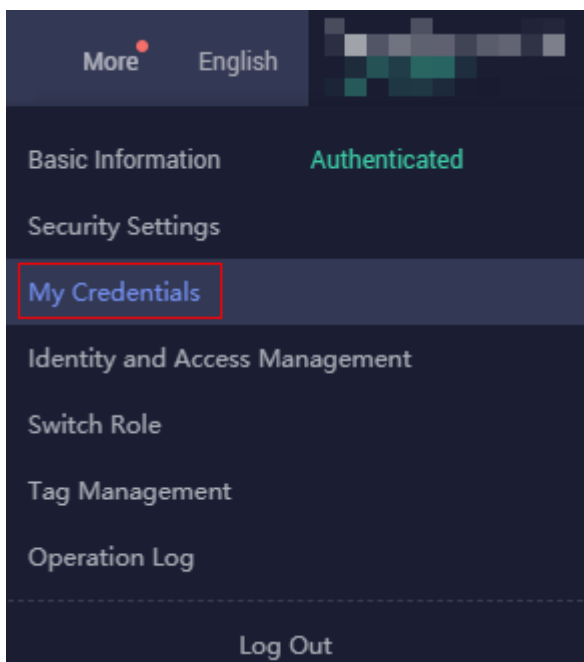 More English
Basic Information Authenticated
Security Settings
My Credentials
Identity and Access Management
Switch Role
Tag Management
Operation Log
Log Out